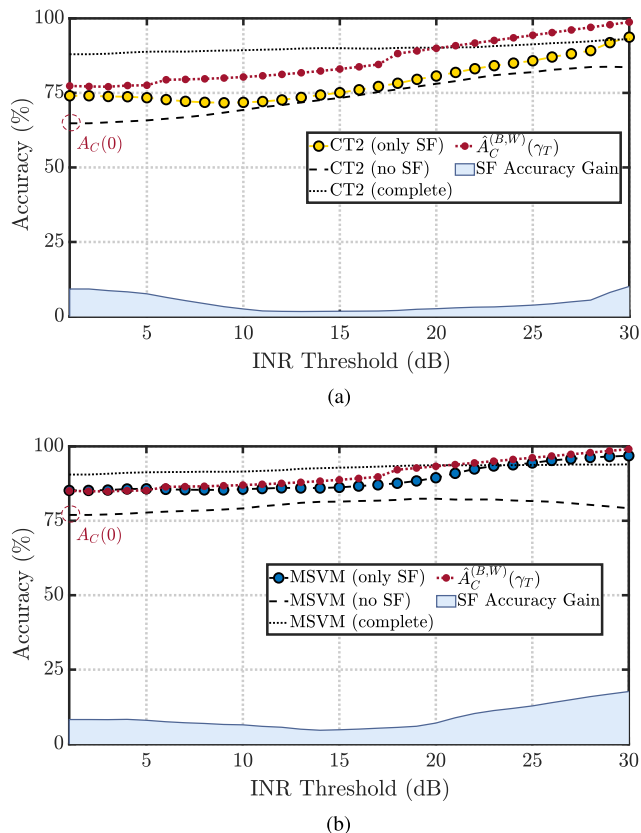 100
75
50
25
0
Accuracy (%)
A_C(0)
CT2 (only SF)
Â_C^(B,W)(γ_T)
CT2 (no SF)
SF Accuracy Gain
CT2 (complete)
5 10 15 20 25 30
INR Threshold (dB)
(a)
100
75
50
25
0
Accuracy (%)
A_C(0)
MSVM (only SF)
Â_C^(B,W)(γ_T)
MSVM (no SF)
SF Accuracy Gain
MSVM (complete)
5 10 15 20 25 30
INR Threshold (dB)
(b)